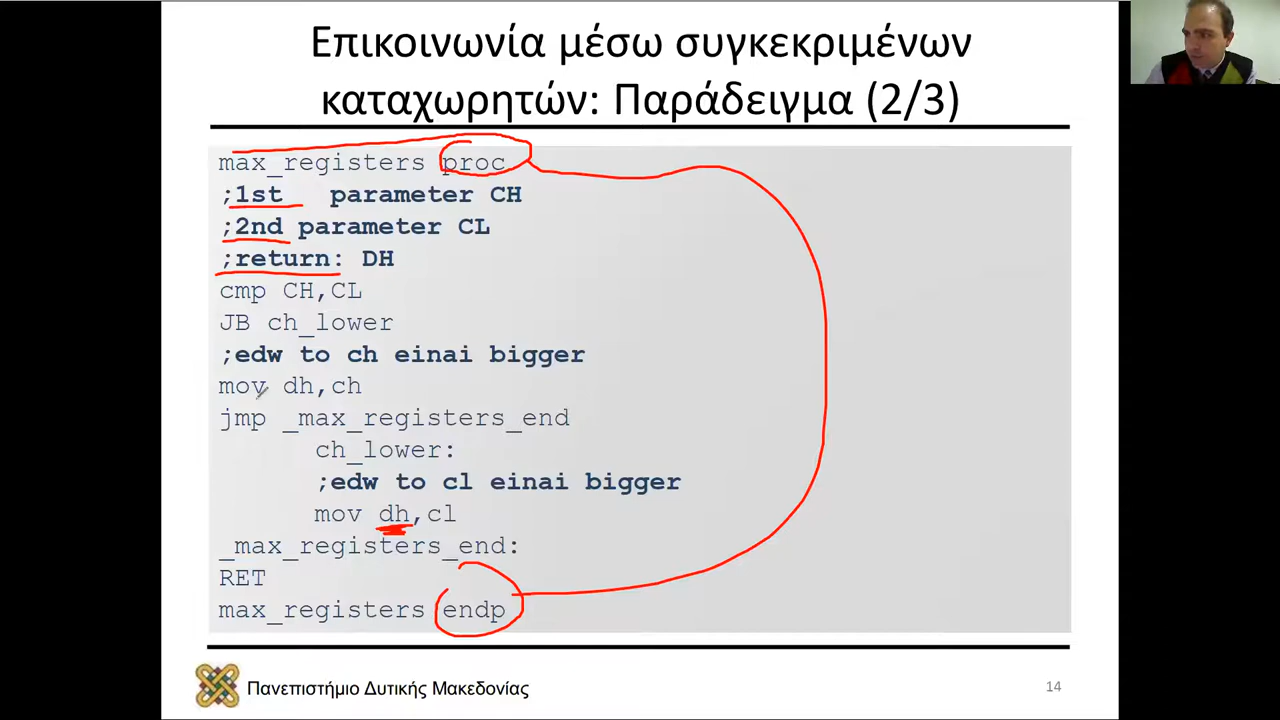 Επικοινωνία μέσω συγκεκριμένων
καταχωρητών: Παράδειγμα (2/3)
max_registers proc
;1st parameter CH
;2nd parameter CL
;return: DH
cmp CH,CL
JB ch_lower
;edw to ch einai bigger
mov dh,ch
jmp _max_registers_end
ch_lower:
;edw to cl einai bigger
mov dh,cl
_max_registers_end:
RET
max_registers endp
Πανεπιστήμιο Δυτικής Μακεδονίας
14